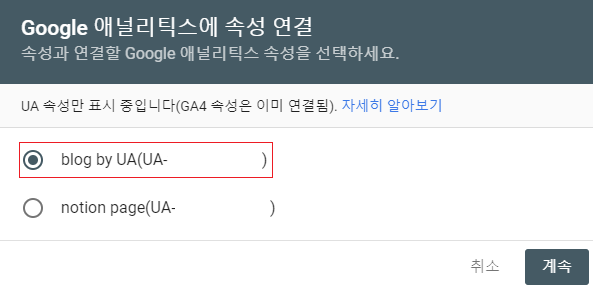 Google 애널리틱스에 속성 연결
속성과 연결할 Google 애널리틱스 속성을 선택하세요.
UA 속성만 표시 중입니다(GA4 속성은 이미 연결됨). 자세히 알아보기
blog by UA(UA- )
notion page(UA- )
취소 계속